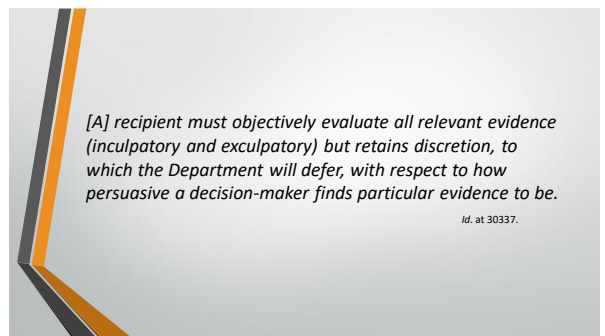 [A] recipient must objectively evaluate all relevant evidence
(inculpatory and exculpatory) but retains discretion, to
which the Department will defer, with respect to how
persuasive a decision-maker finds particular evidence to be.
Id. at 30337.